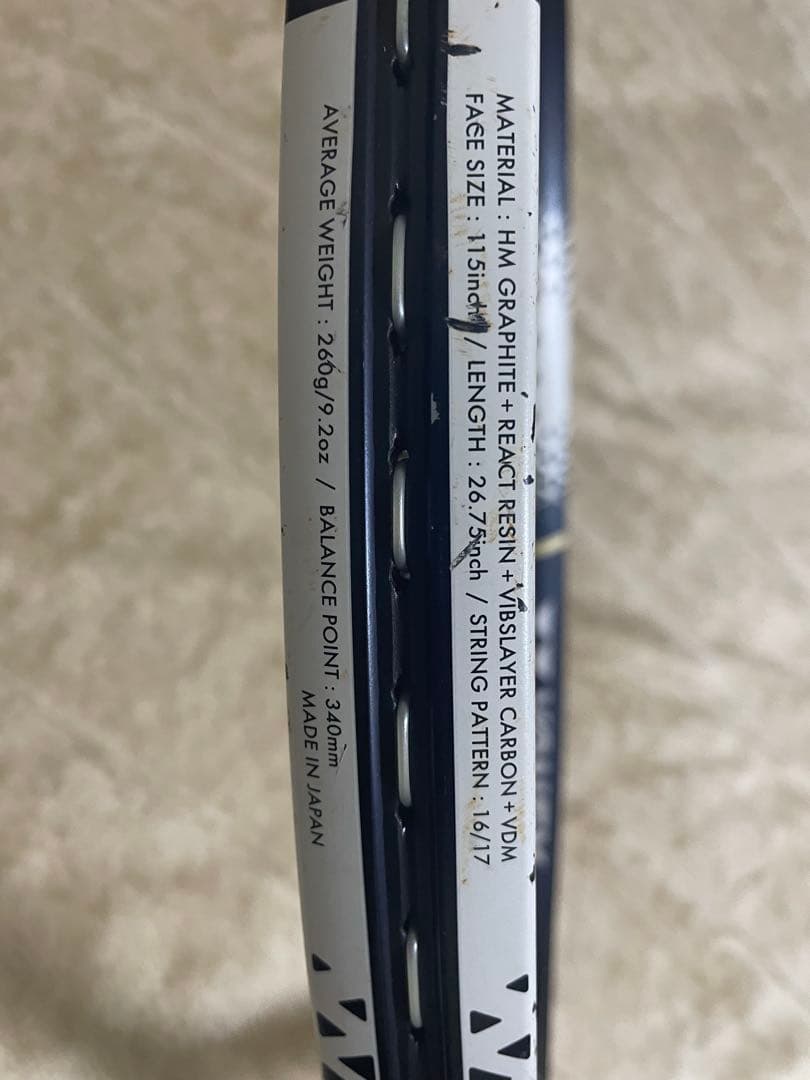 MATERIAL : HM GRAPHITE + REACT RESIN + VIBSLAYER CARBON + VDM
FACE SIZE : 115inch² / LENGTH : 26.75inch / STRING PATTERN : 16/17
AVERAGE WEIGHT : 260g/9.2oz / BALANCE POINT : 340mm
MADE IN JAPAN